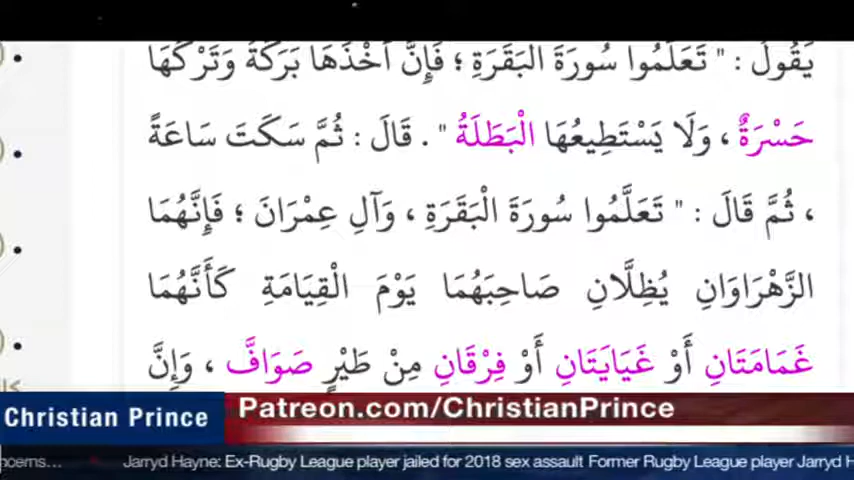 يَقُولُ : " تَعَلَّمُوا سُورَةَ الْبَقَرَةِ ؛ فَإِنَّ أَخْذَهَا بَرَكَةٌ وَتَرْكَهَا
حَسْرَةٌ ، وَلَا يَسْتَطِيعُهَا الْبَطَلَةُ " . قَالَ : ثُمَّ سَكَتَ سَاعَةً
، ثُمَّ قَالَ : " تَعَلَّمُوا سُورَةَ الْبَقَرَةِ ، وَآلِ عِمْرَانَ ؛ فَإِنَّهُمَا
الزَّهْرَاوَانِ يُظِلَّانِ صَاحِبَهُمَا يَوْمَ الْقِيَامَةِ كَأَنَّهُمَا
غَمَامَتَانِ أَوْ غَيَايَتَانِ أَوْ فِرْقَانِ مِنْ طَيْرٍ صَوَافَّ ، وَإِنَّ
Christian Prince
Patreon.com/ChristianPrince
Jarryd Hayne: Ex-Rugby League player jailed for 2018 sex assault Former Rugby League player Jarryd